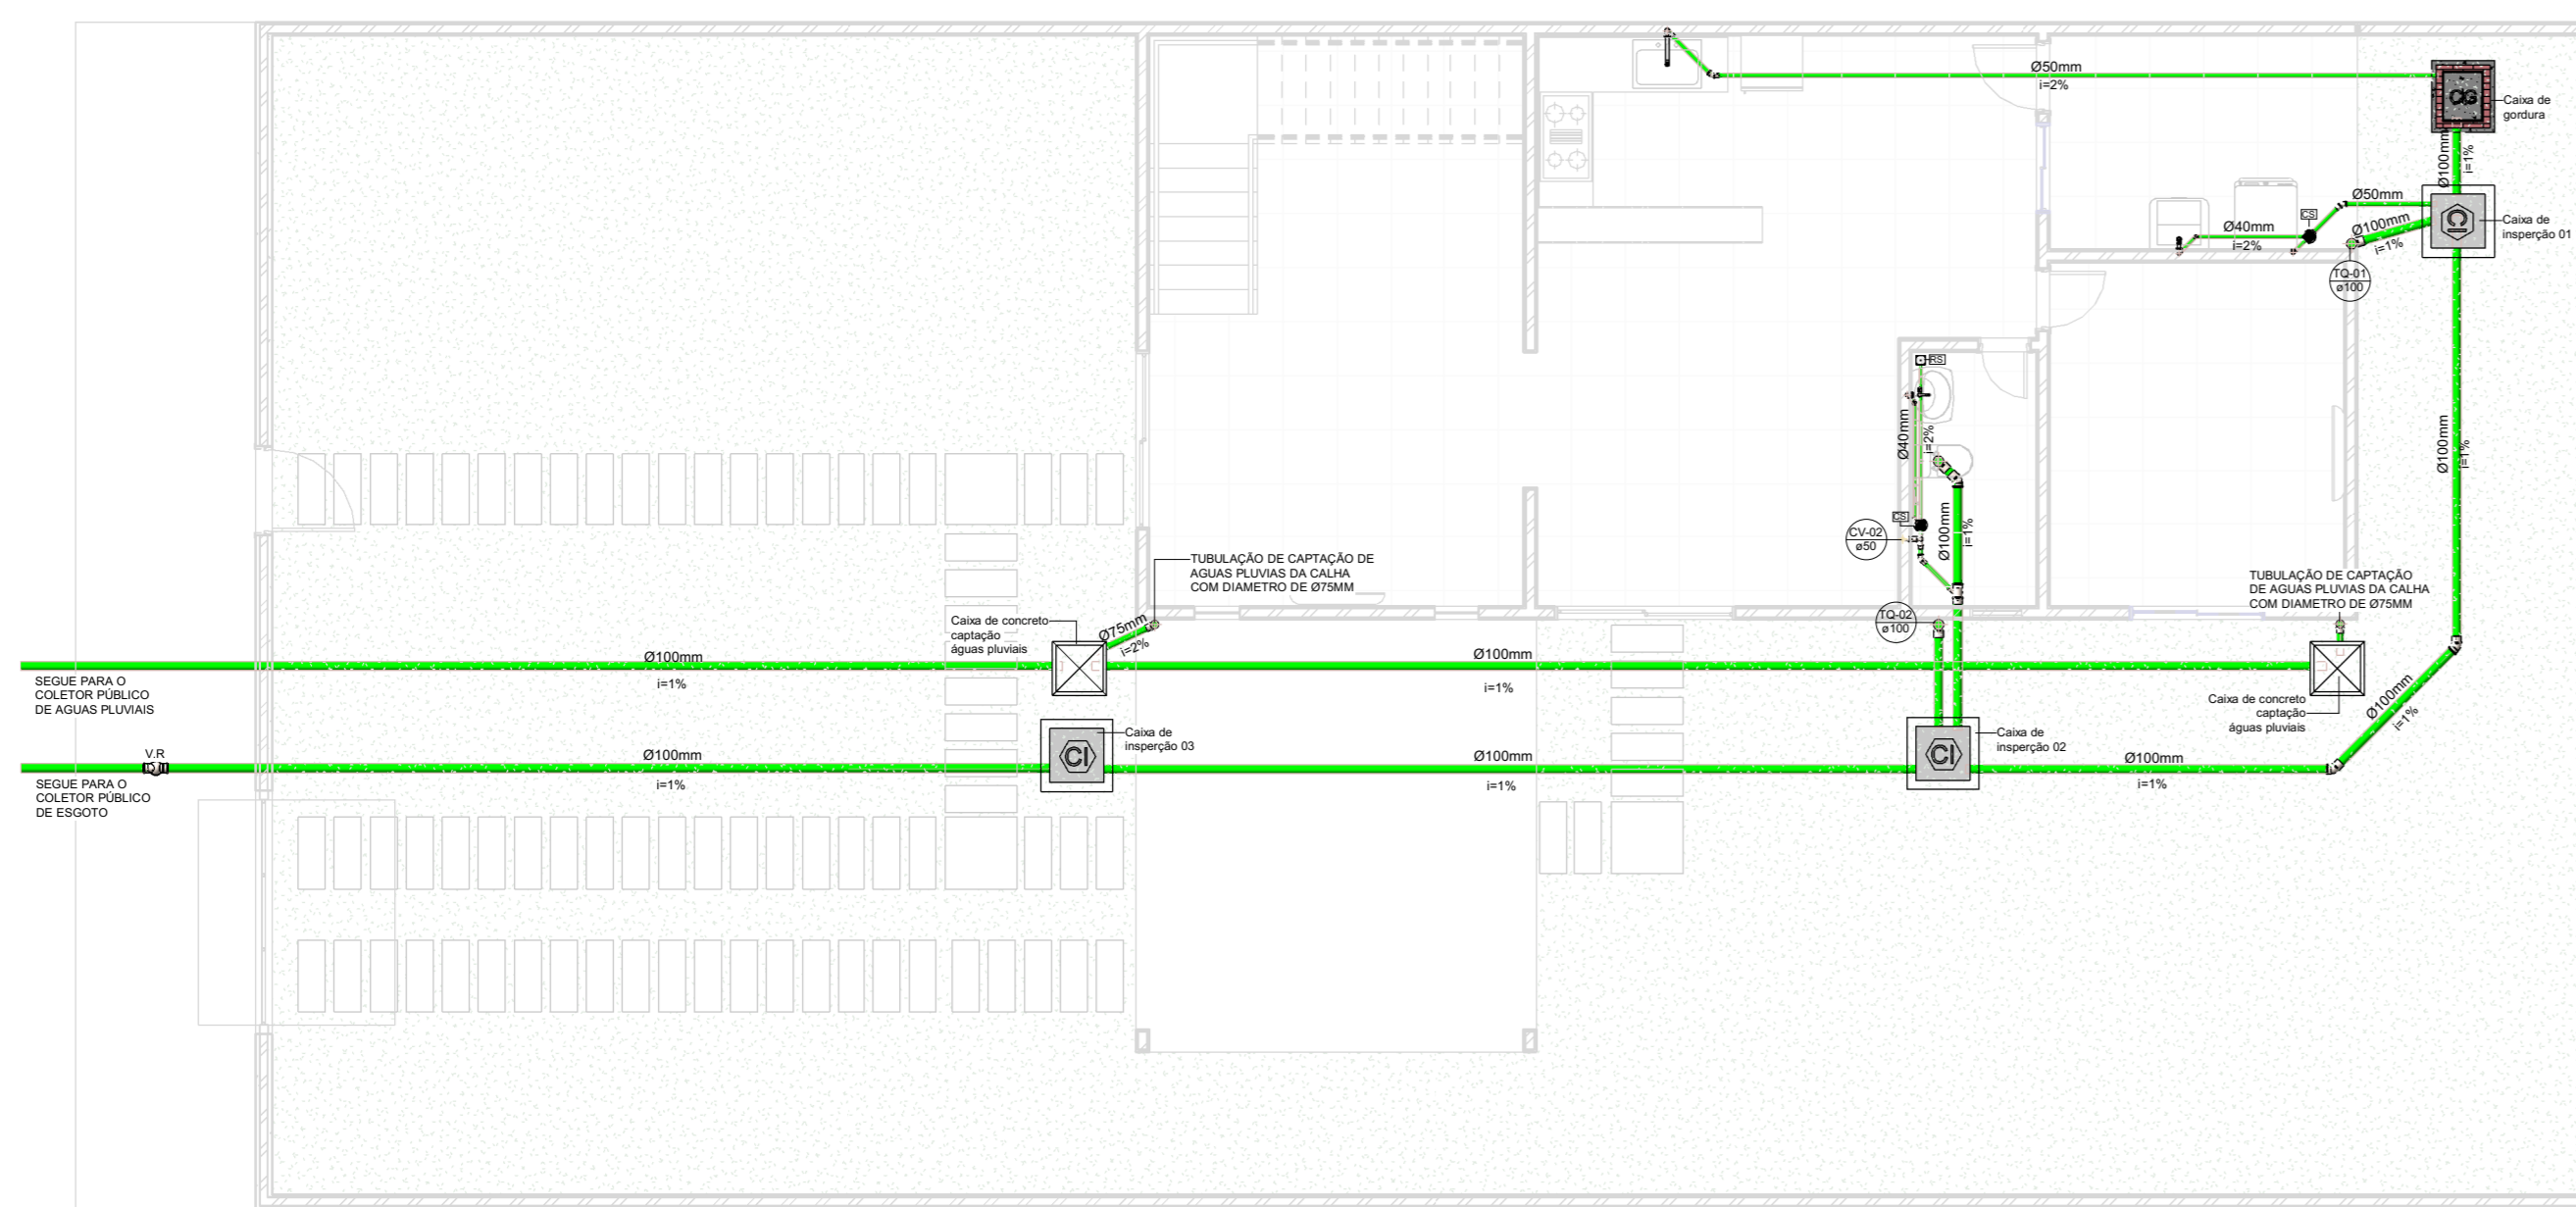 Ø50mm
i=2%
CG
Caixa de
gordura
Ø100mm
i=1%
Ø50mm
CS
Ø40mm
i=2%
Ø100mm
i=1%
CI
Caixa de
inserção 01
TQ-01
ø100
RS
Ø40mm
i=2%
CS
CV-02
ø50
Ø100mm
i=1%
Ø100mm
i=1%
TUBULAÇÃO DE CAPTAÇÃO DE
AGUAS PLUVIAS DA CALHA
COM DIAMETRO DE Ø75MM
TUBULAÇÃO DE CAPTAÇÃO
DE AGUAS PLUVIAS DA CALHA
COM DIAMETRO DE Ø75MM
Caixa de concreto
captação
águas pluviais
Ø75mm
i=2%
TQ-02
ø100
Ø100mm
i=1%
Ø100mm
i=1%
SEGUE PARA O
COLETOR PÚBLICO
DE AGUAS PLUVIAIS
Caixa de concreto
captação
águas pluviais
Ø100mm
i=1%
V.R
Ø100mm
i=1%
CI
Caixa de
insperção 03
Ø100mm
i=1%
CI
Caixa de
insperção 02
Ø100mm
i=1%
SEGUE PARA O
COLETOR PÚBLICO
DE ESGOTO